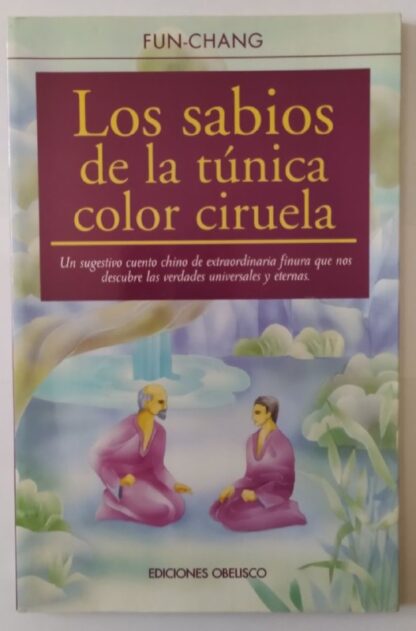 FUN-CHANG
Los sabios
de la túnica
color ciruela
Un sugestivo cuento chino de extraordinaria finura que nos
descubre las verdades universales y eternas.
EDICIONES OBELISCO